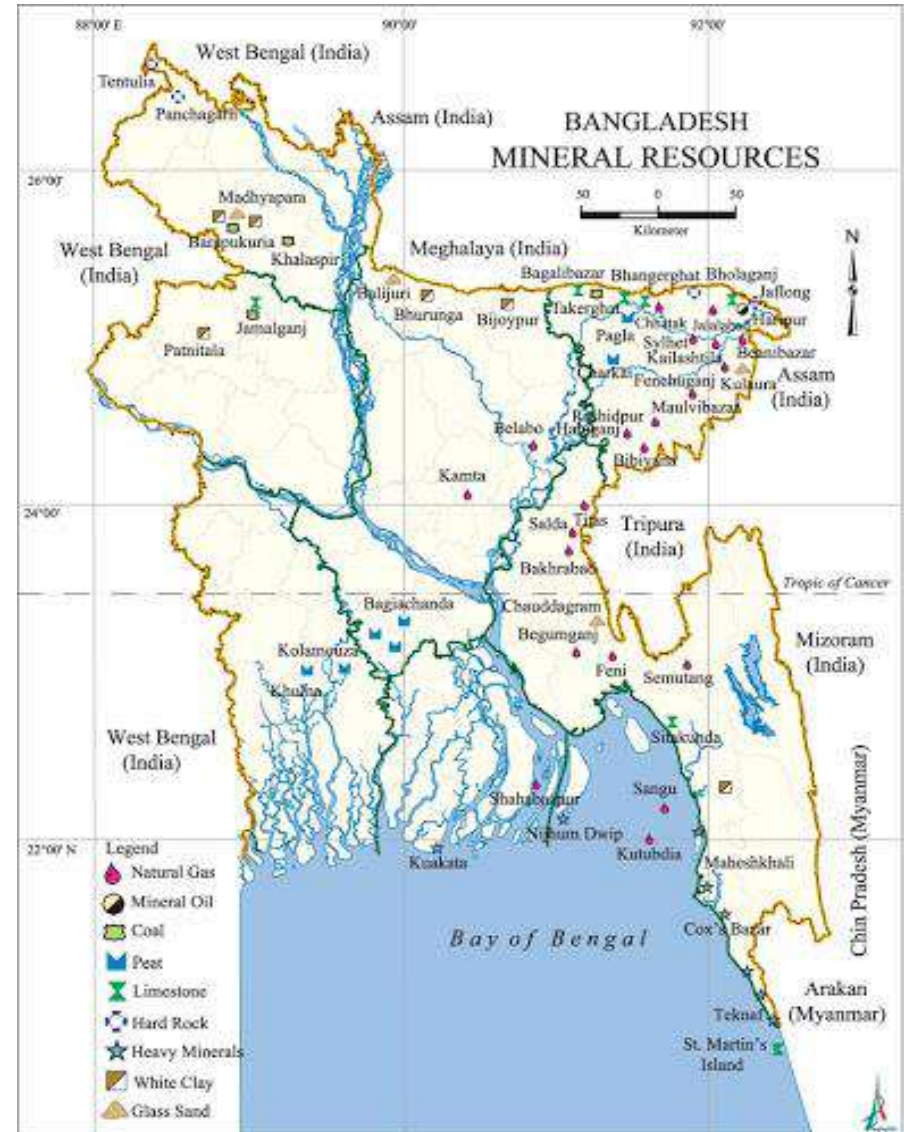 88°00' E
90°00'
92°00'
West Bengal (India)
Tentulia
Panchagarh
Assam (India)
BANGLADESH
MINERAL RESOURCES
26°00'
50
0
50
Kilometer
N
Madhyapara
Barapukuria
Khalaspir
West Bengal
(India)
Meghalaya (India)
Bagalibazar
Bhangerghat
Bholaganj
Jaflong
Balijuri
Bhurunga
Bijoypur
Takerghat
Chhatak
Jalalabad
Haripur
Jamalganj
Patnitala
Pagla
Sylhet
Kailashtila
Beanibazar
Charkai
Fenchuganj
Kulaura
Assam
(India)
Maulvibazar
Rashidpur
Belabo
Habiganj
Bibiyana
Kamta
24°00'
Salda
Titas
Tripura
(India)
Bakhrabad
Tropic of Cancer
Bagiachanda
Chauddagram
Begumganj
Mizoram
(India)
Kolamouza
Feni
Semutang
Khulna
West Bengal
(India)
Sitakunda
Shahabazpur
Sangu
Nijhum Dwip
Chin Pradesh (Myanmar)
22°00' N
Kuakata
Kutubdia
Maheshkhali
Legend
Natural Gas
Mineral Oil
Coal
Peat
Limestone
Hard Rock
Heavy Minerals
White Clay
Glass Sand
Bay of Bengal
Cox's Bazar
Arakan
(Myanmar)
Teknaf
St. Martin's
Island